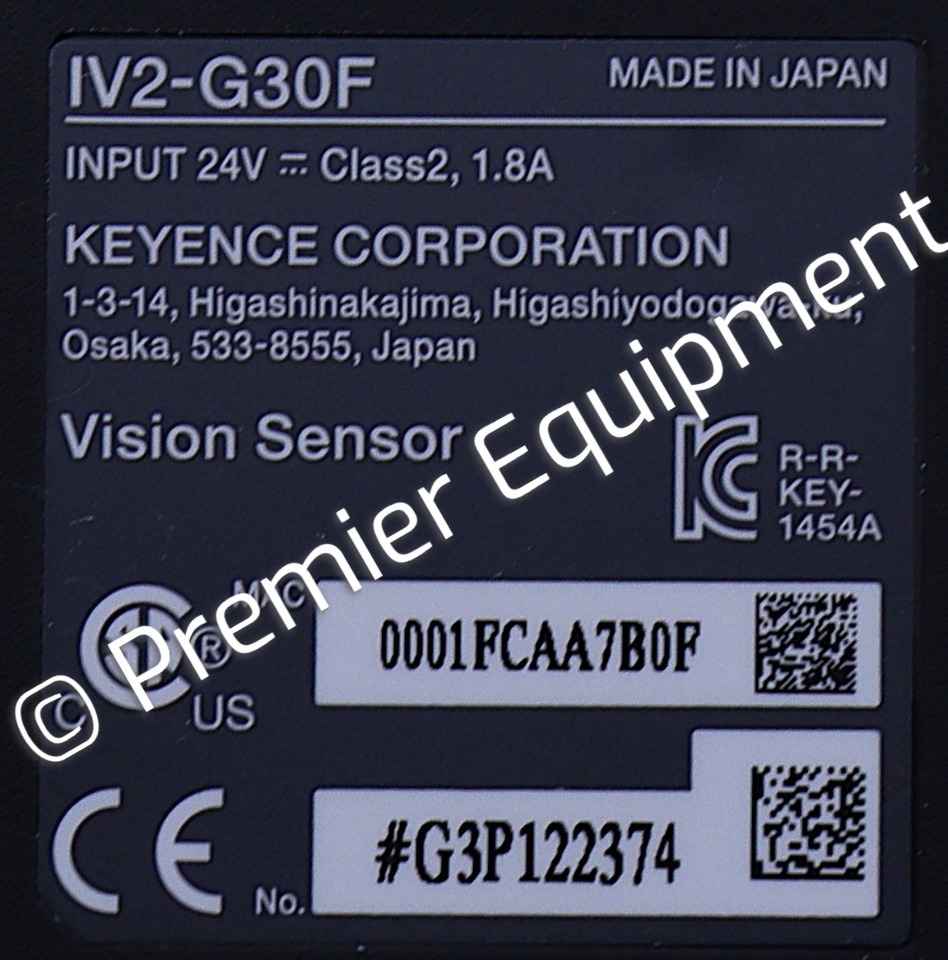 IV2-G30F
MADE IN JAPAN
INPUT 24V ⎓ Class2, 1.8A
KEYENCE CORPORATION
1-3-14, Higashinakajima, Higashiyodogawa-ku,
Osaka, 533-8555, Japan
Vision Sensor
R-R-
KEY-
1454A
© Premier Equipment
MAC
0001FCAA7B0F
®
C US
CE
No.
#G3P122374